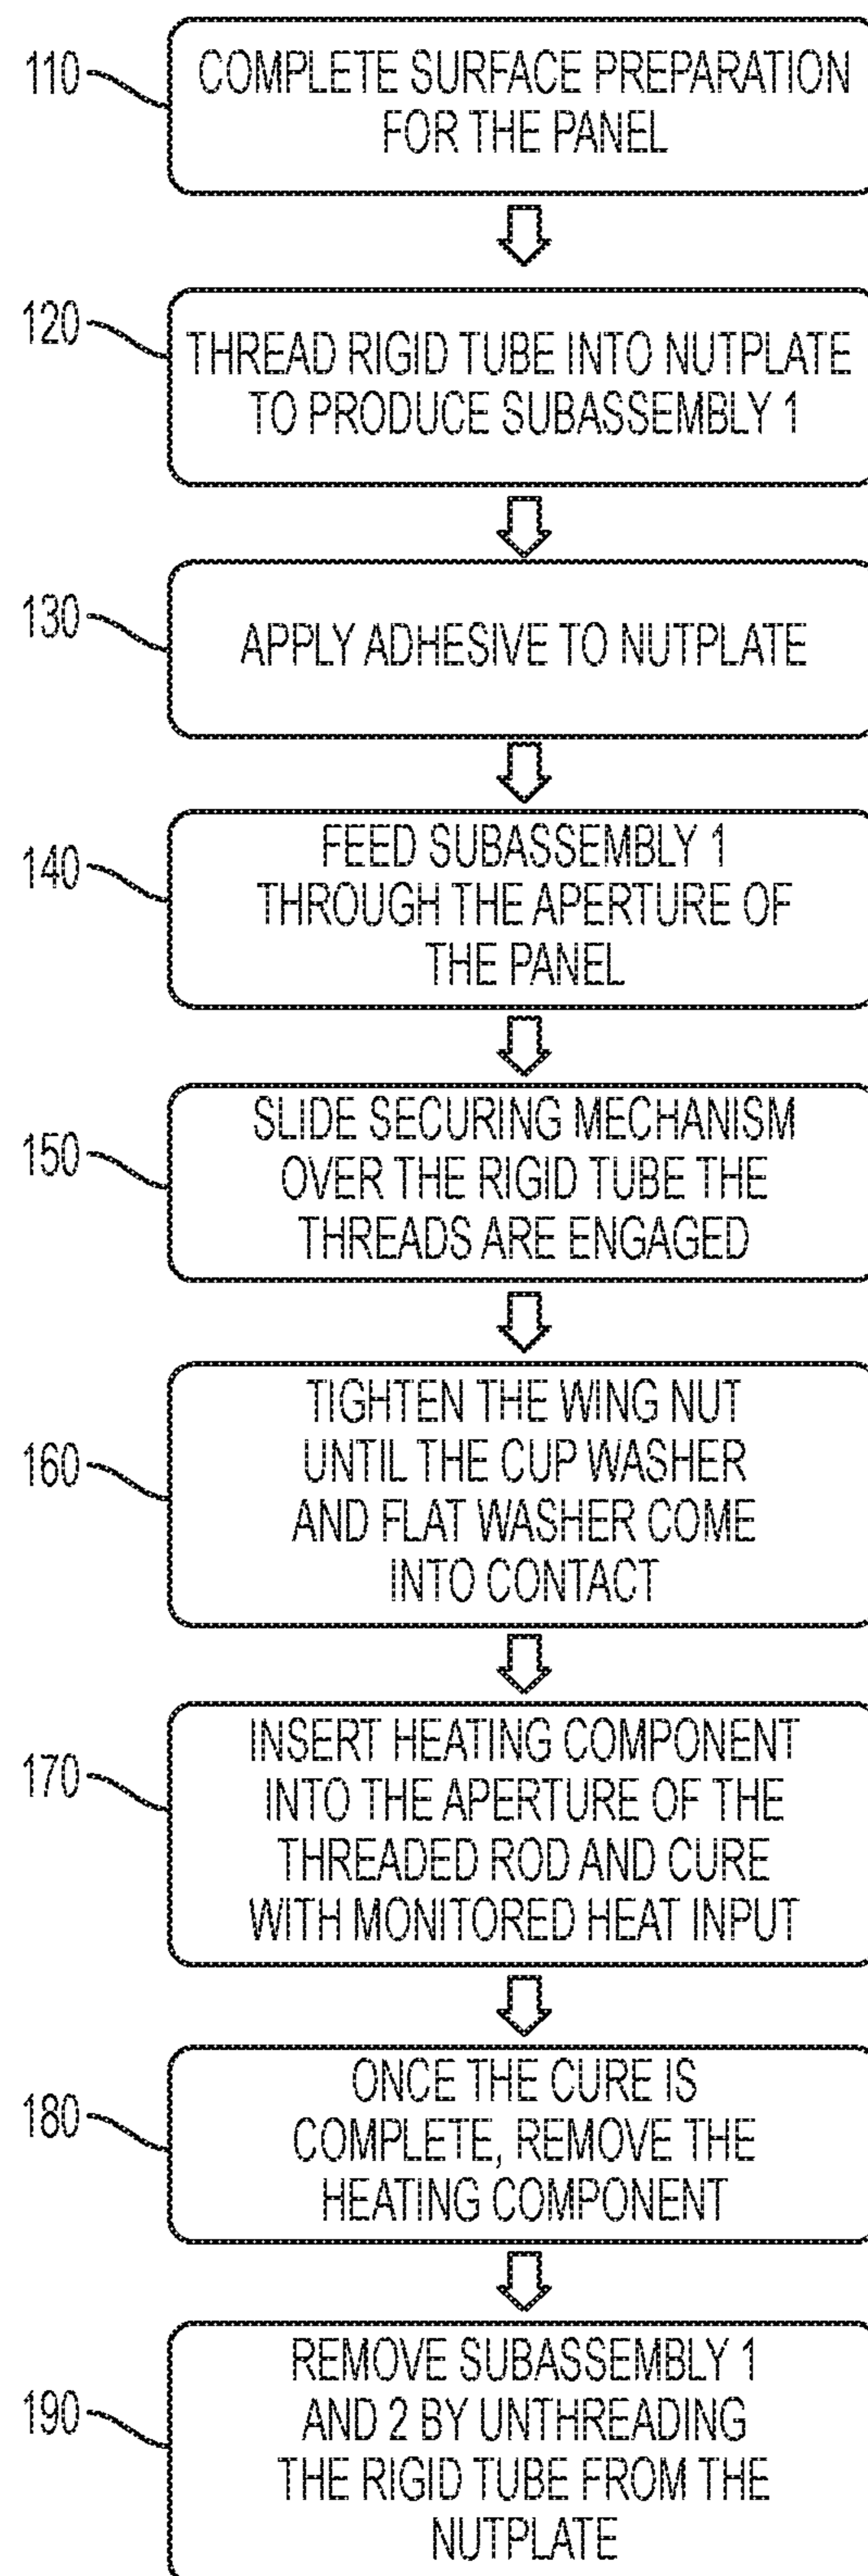 110
COMPLETE SURFACE PREPARATION
FOR THE PANEL
120
THREAD RIGID TUBE INTO NUTPLATE
TO PRODUCE SUBASSEMBLY 1
130
APPLY ADHESIVE TO NUTPLATE
140
FEED SUBASSEMBLY 1
THROUGH THE APERTURE OF
THE PANEL
150
SLIDE SECURING MECHANISM
OVER THE RIGID TUBE THE
THREADS ARE ENGAGED
160
TIGHTEN THE WING NUT
UNTIL THE CUP WASHER
AND FLAT WASHER COME
INTO CONTACT
170
INSERT HEATING COMPONENT
INTO THE APERTURE OF THE
THREADED ROD AND CURE
WITH MONITORED HEAT INPUT
180
ONCE THE CURE IS
COMPLETE, REMOVE THE
HEATING COMPONENT
190
REMOVE SUBASSEMBLY 1
AND 2 BY UNTHREADING
THE RIGID TUBE FROM THE
NUTPLATE